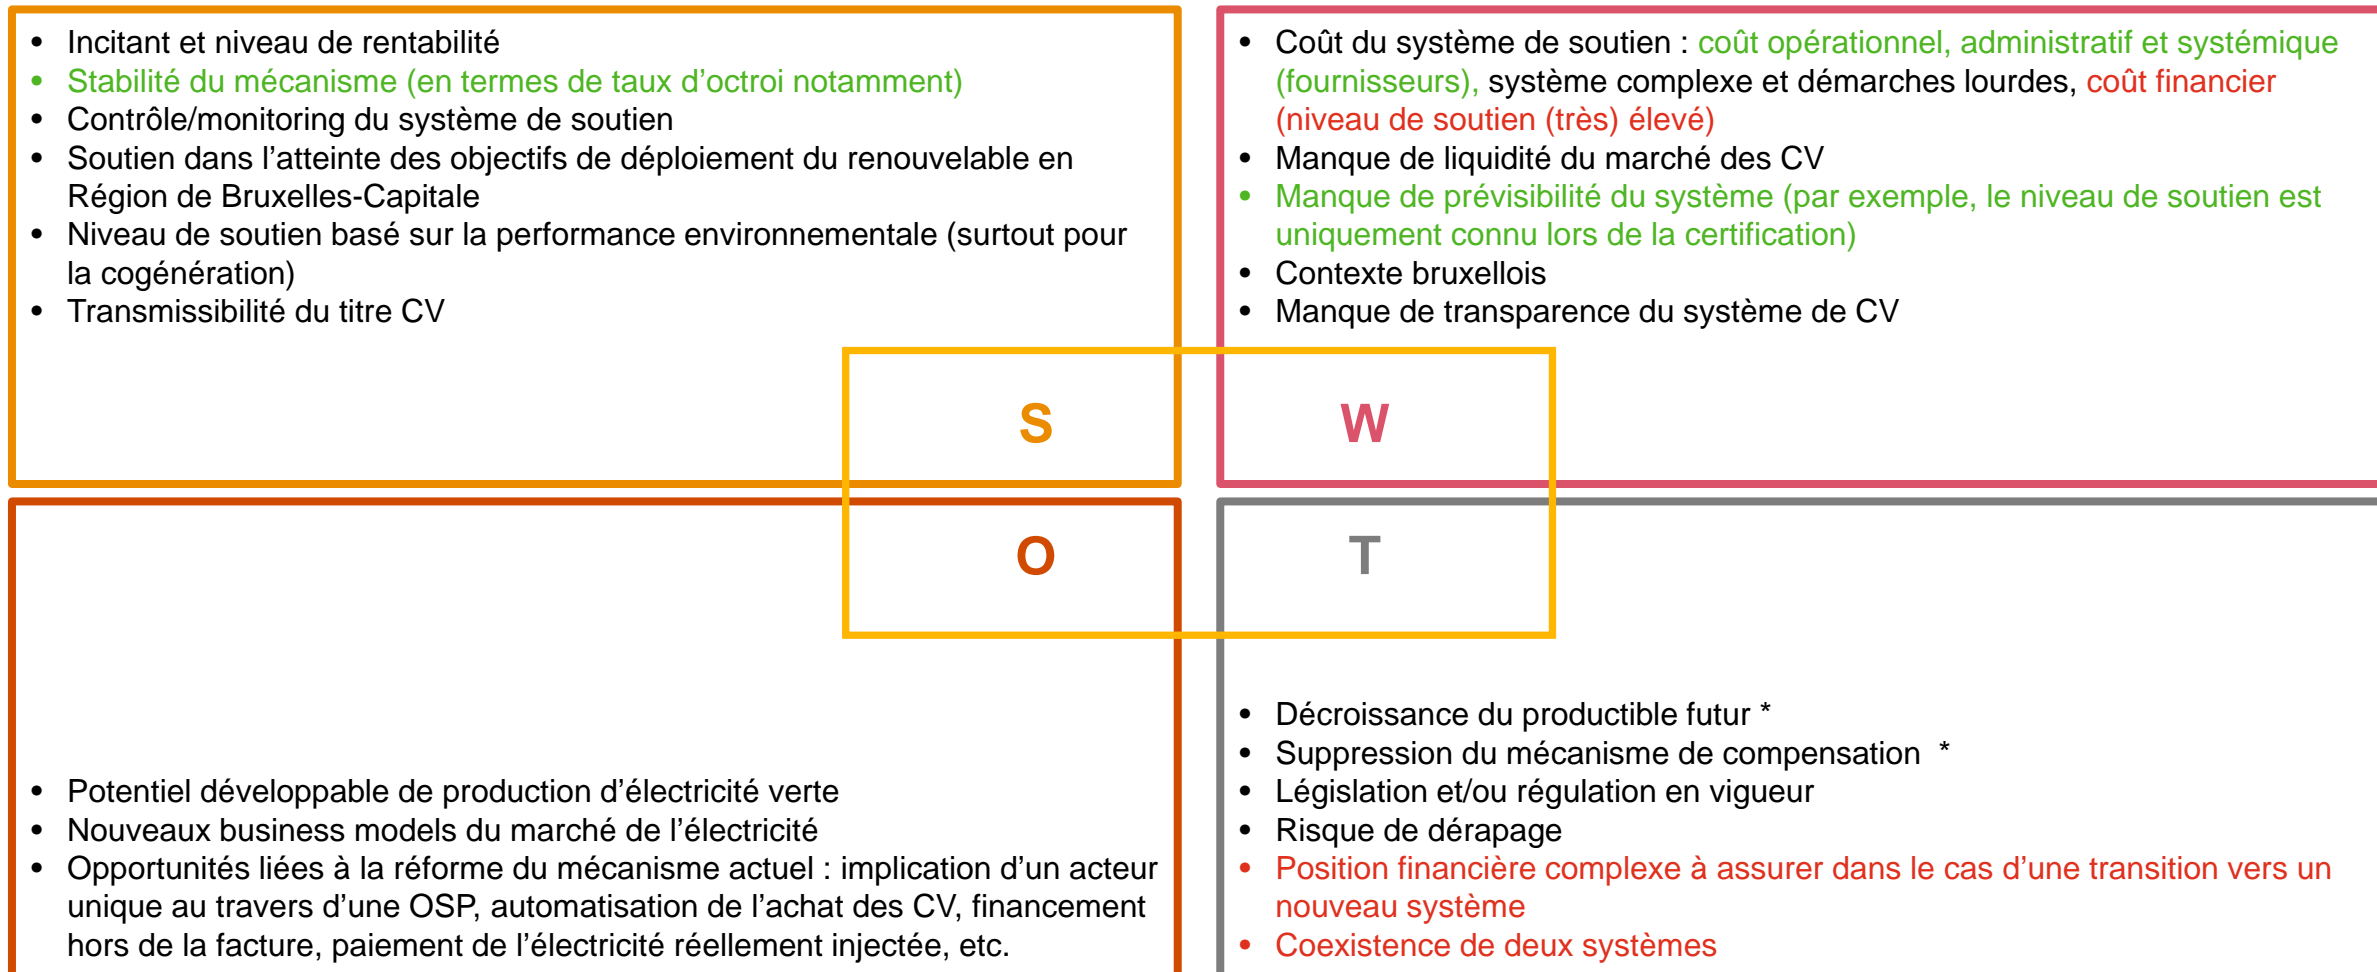 • Incitant et niveau de rentabilité
• Stabilité du mécanisme (en termes de taux d'octroi notamment)
• Contrôle/monitoring du système de soutien
• Soutien dans l'atteinte des objectifs de déploiement du renouvelable en
Région de Bruxelles-Capitale
• Niveau de soutien basé sur la performance environnementale (surtout pour
la cogénération)
• Transmissibilité du titre CV
• Coût du système de soutien : coût opérationnel, administratif et systémique
(fournisseurs), système complexe et démarches lourdes, coût financier
(niveau de soutien (très) élevé)
• Manque de liquidité du marché des CV
• Manque de prévisibilité du système (par exemple, le niveau de soutien est
uniquement connu lors de la certification)
• Contexte bruxellois
• Manque de transparence du système de CV
S
W
O
T
• Potentiel développable de production d'électricité verte
• Nouveaux business models du marché de l'électricité
• Opportunités liées à la réforme du mécanisme actuel : implication d'un acteur
unique au travers d'une OSP, automatisation de l'achat des CV, financement
hors de la facture, paiement de l'électricité réellement injectée, etc.
• Décroissance du productible futur *
• Suppression du mécanisme de compensation *
• Législation et/ou régulation en vigueur
• Risque de dérapage
• Position financière complexe à assurer dans le cas d'une transition vers un
nouveau système
• Coexistence de deux systèmes